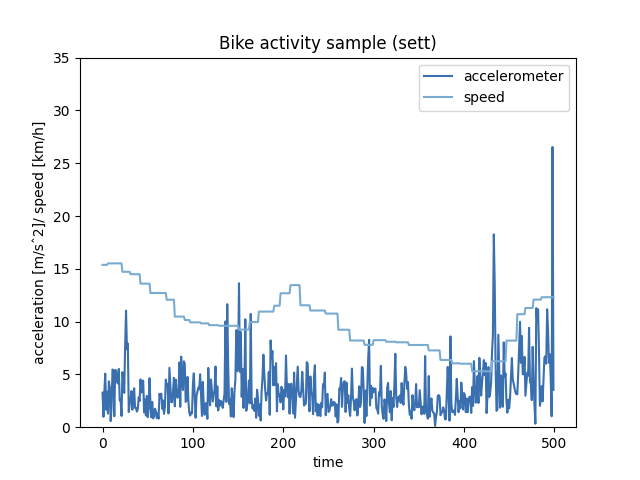 Bike activity sample (sett)
accelerometer
speed
acceleration [m/sˆ2]/ speed [km/h]
35
30
25
20
15
10
5
0
0 100 200 300 400 500
time